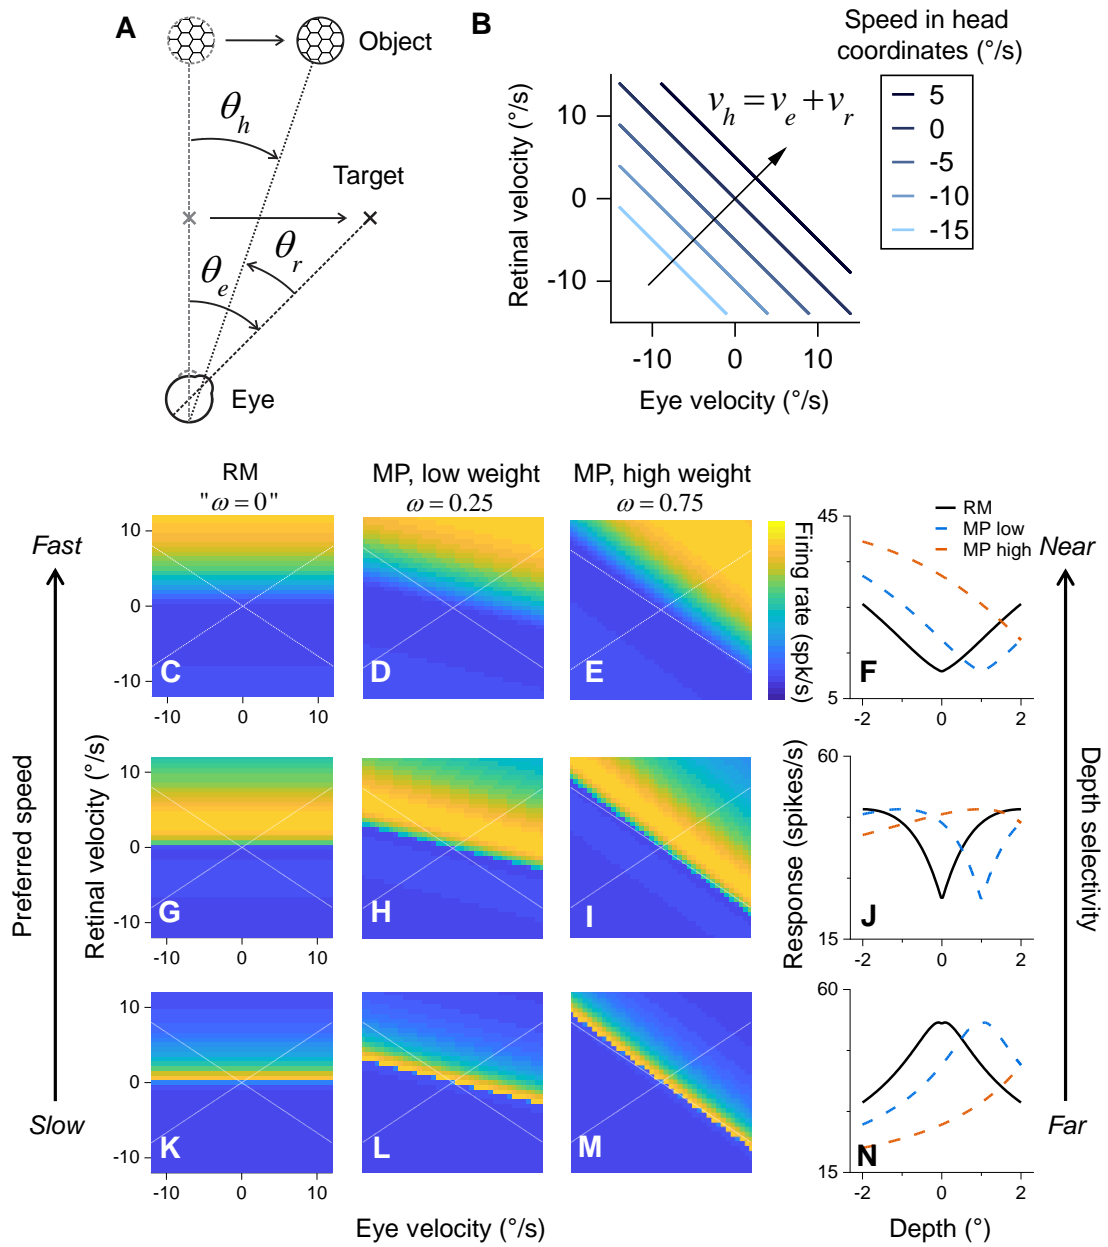 A
Object
θh
Target
θr
θe
Eye
B
Speed in head
coordinates (°/s)
vh = ve + vr
5
0
-5
-10
-15
Retinal velocity (°/s)
10
0
-10
-10 0 10
Eye velocity (°/s)
RM
"ω=0"
MP, low weight
ω=0.25
MP, high weight
ω=0.75
Fast
Preferred speed
Slow
Retinal velocity (°/s)
10
0
-10
C
-10 0 10
D
E
Firing rate (spk/s)
45
5
RM
MP low
MP high
F
-2 0 2
Near
Depth selectivity
Far
10
0
-10
G
-10 0 10
H
I
Response (spikes/s)
60
15
J
-2 0 2
10
0
-10
K
-10 0 10
L
M
60
15
N
-2 0 2
Eye velocity (°/s)
Depth (°)